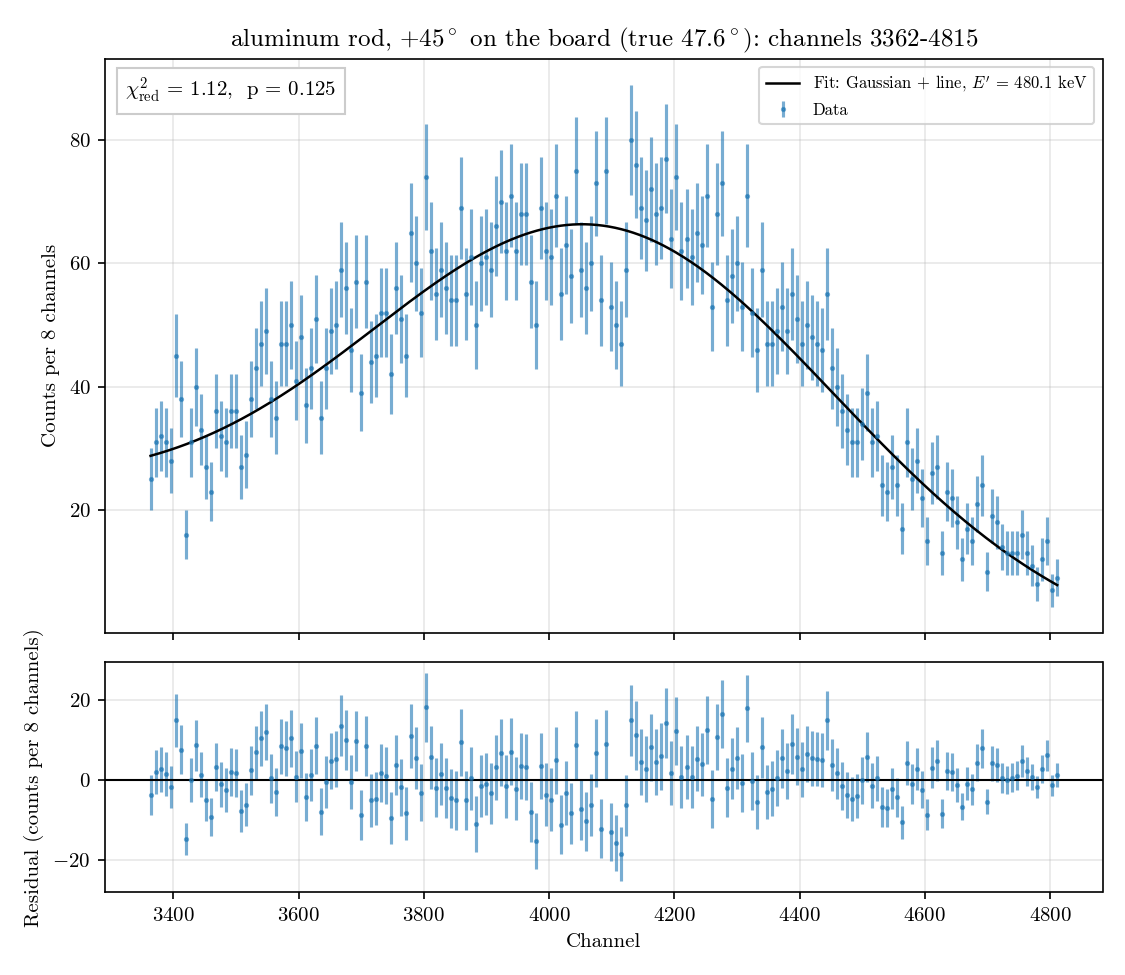 aluminum rod, +45° on the board (true 47.6°): channels 3362-4815
χ²red = 1.12, p = 0.125
Fit: Gaussian + line, E′ = 480.1 keV
Data
Counts per 8 channels
80
60
40
20
Residual (counts per 8 channels)
20
0
−20
3400 3600 3800 4000 4200 4400 4600 4800
Channel